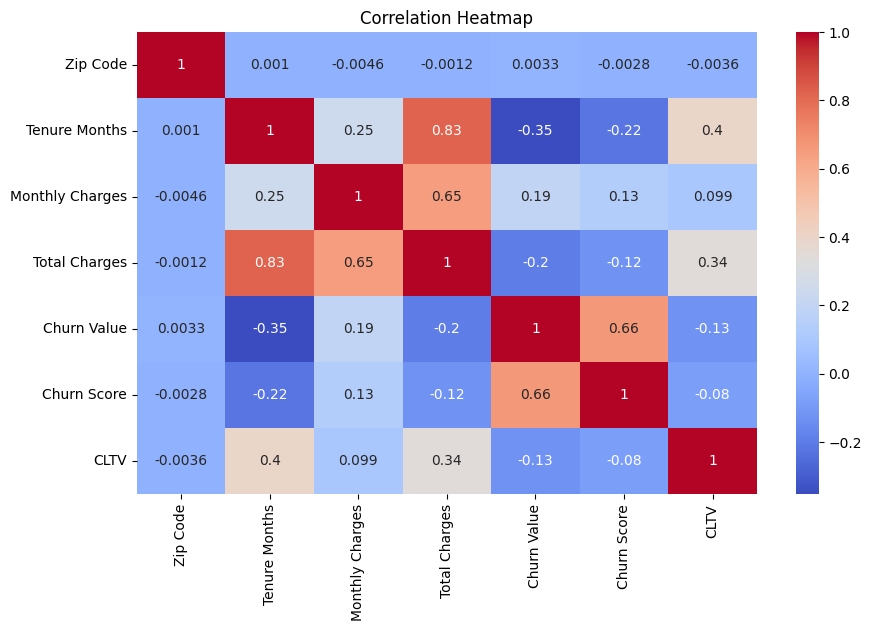 Correlation Heatmap
Zip Code 1 0.001 -0.0046 -0.0012 0.0033 -0.0028 -0.0036
Tenure Months 0.001 1 0.25 0.83 -0.35 -0.22 0.4
Monthly Charges -0.0046 0.25 1 0.65 0.19 0.13 0.099
Total Charges -0.0012 0.83 0.65 1 -0.2 -0.12 0.34
Churn Value 0.0033 -0.35 0.19 -0.2 1 0.66 -0.13
Churn Score -0.0028 -0.22 0.13 -0.12 0.66 1 -0.08
CLTV -0.0036 0.4 0.099 0.34 -0.13 -0.08 1
Zip Code
Tenure Months
Monthly Charges
Total Charges
Churn Value
Churn Score
CLTV
1.0
0.8
0.6
0.4
0.2
0.0
−0.2